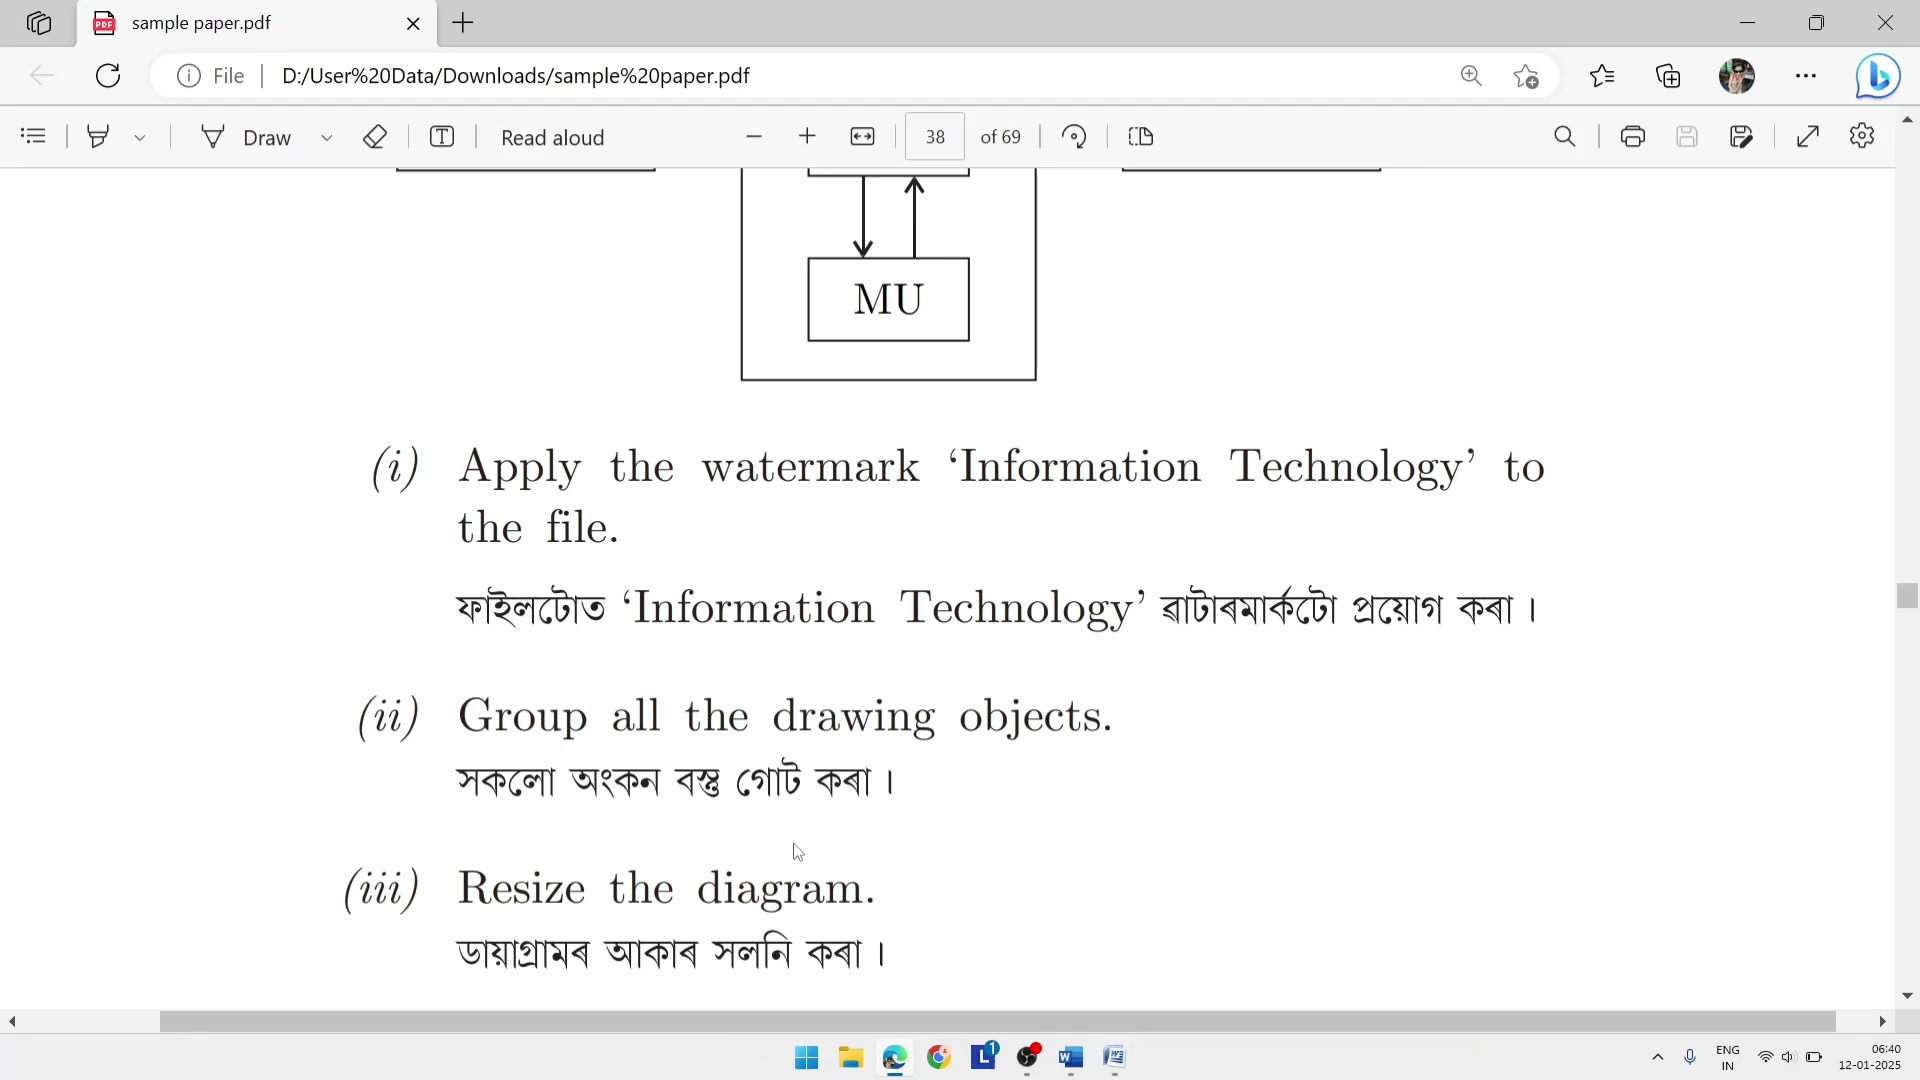 sample paper.pdf
File
D:/User%20Data/Downloads/sample%20paper.pdf
Draw
Read aloud
38
of 69
MU
(i) Apply the watermark ‘Information Technology’ to
the file.
ফাইলটোত ‘Information Technology’ ৱাটাৰমাৰ্কটো প্ৰয়োগ কৰা।
(ii) Group all the drawing objects.
সকলো অংকন বস্তু গোট কৰা।
(iii) Resize the diagram.
ডায়াগ্ৰামৰ আকাৰ সলনি কৰা।
ENG
IN
06:40
12-01-2025